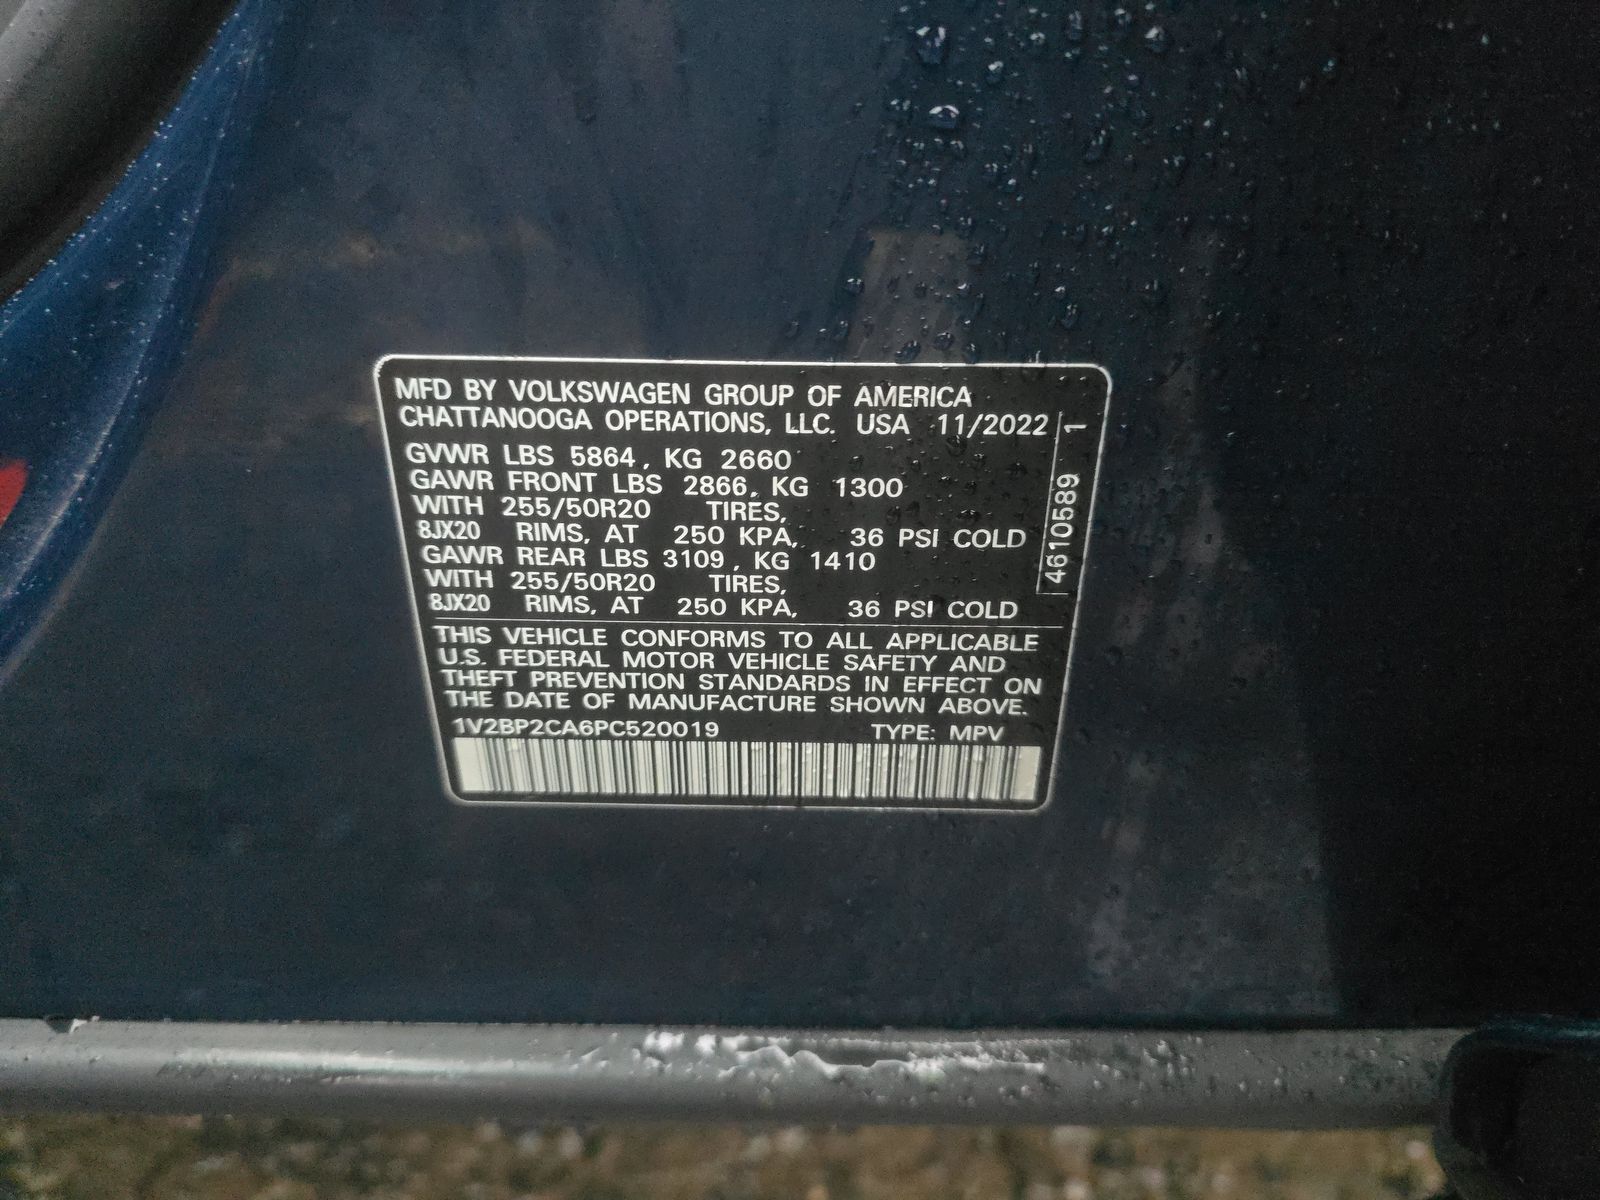 MFD BY VOLKSWAGEN GROUP OF AMERICA
CHATTANOOGA OPERATIONS, LLC. USA 11/2022
GVWR LBS 5864, KG 2660
GAWR FRONT LBS 2866, KG 1300
WITH 255/50R20 TIRES,
8JX20 RIMS, AT 250 KPA, 36 PSI COLD
GAWR REAR LBS 3109, KG 1410
WITH 255/50R20 TIRES,
8JX20 RIMS, AT 250 KPA, 36 PSI COLD
4610589 1
THIS VEHICLE CONFORMS TO ALL APPLICABLE
U.S. FEDERAL MOTOR VEHICLE SAFETY AND
THEFT PREVENTION STANDARDS IN EFFECT ON
THE DATE OF MANUFACTURE SHOWN ABOVE.
1V2BP2CA6PC520019 TYPE: MPV